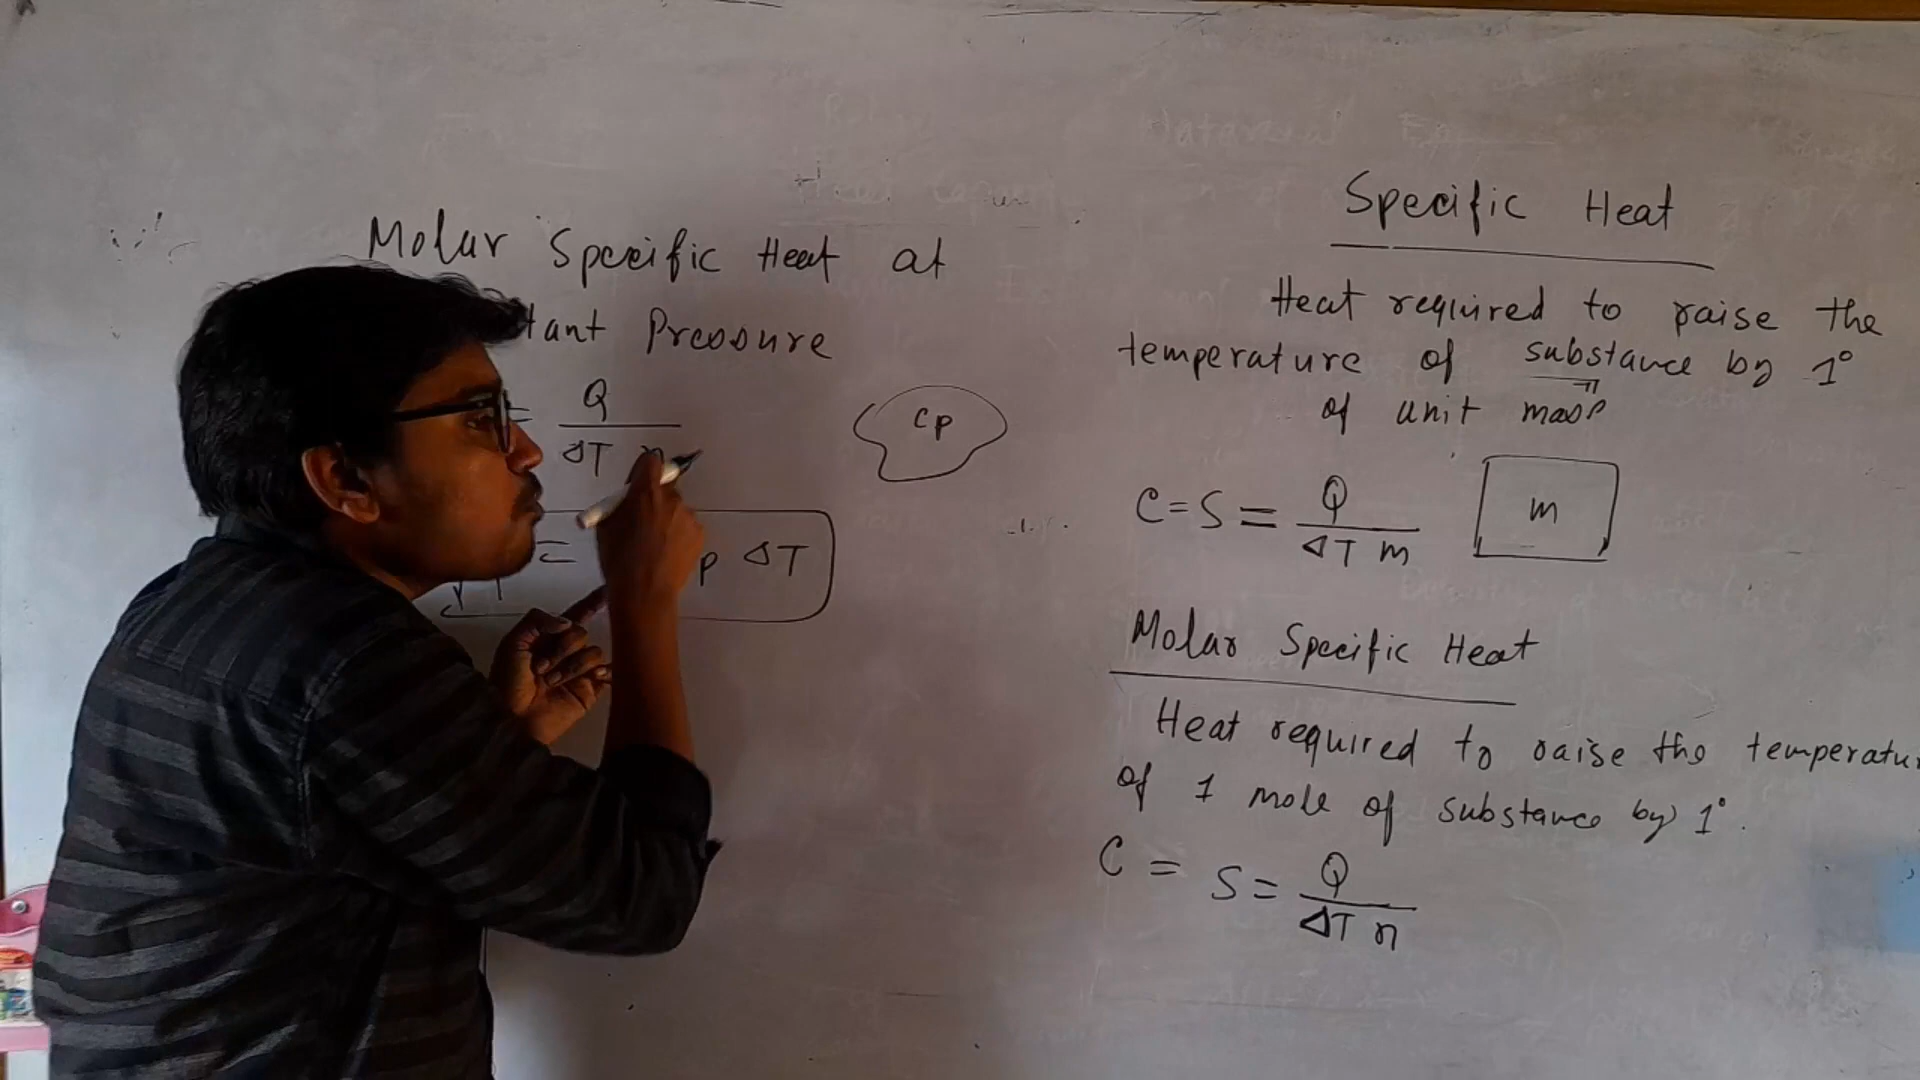 Molar Specific Heat at
tant Pressure
= Q
ΔT n
Cp
= p ΔT
Specific Heat
Heat required to raise the
temperature of substance by 1°
of unit mass
C=S= Q
ΔT m
m
Molar Specific Heat
Heat required to raise the temperatu
of 1 mole of substance by 1°.
C = S = Q
ΔT n